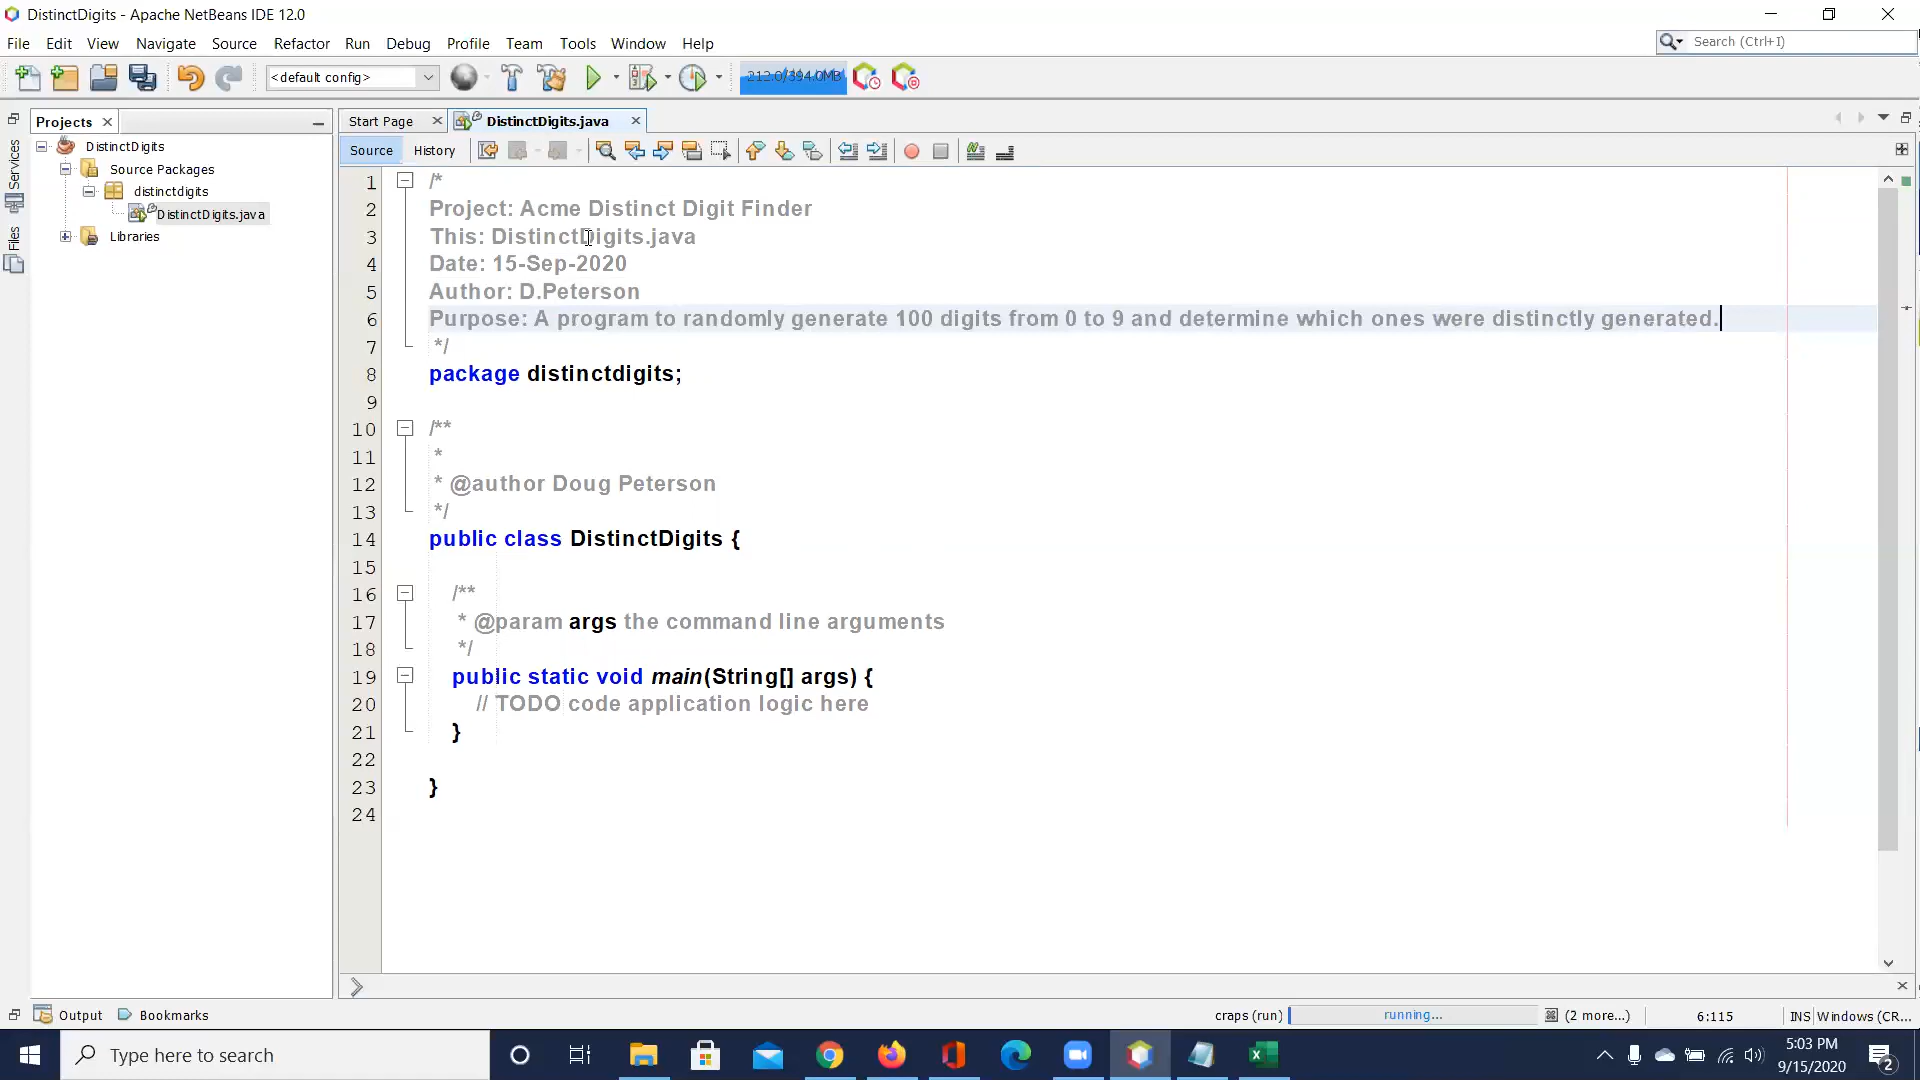 DistinctDigits - Apache NetBeans IDE 12.0
File Edit View Navigate Source Refactor Run Debug Profile Team Tools Window Help
Search (Ctrl+I)
<default config>
212.0/394.0MB
Projects
Start Page
DistinctDigits.java
Services
Files
DistinctDigits
Source Packages
distinctdigits
DistinctDigits.java
Libraries
Source
History
1 /*
2 Project: Acme Distinct Digit Finder
3 This: DistinctDigits.java
4 Date: 15-Sep-2020
5 Author: D.Peterson
6 Purpose: A program to randomly generate 100 digits from 0 to 9 and determine which ones were distinctly generated.
7 */
8 package distinctdigits;
9
10 /**
11 *
12 * @author Doug Peterson
13 */
14 public class DistinctDigits {
15
16 /**
17 * @param args the command line arguments
18 */
19 public static void main(String[] args) {
20 // TODO code application logic here
21 }
22
23 }
24
Output
Bookmarks
craps (run)
running...
(2 more...)
6:115
INS
Windows (CR...
Type here to search
5:03 PM
9/15/2020
2